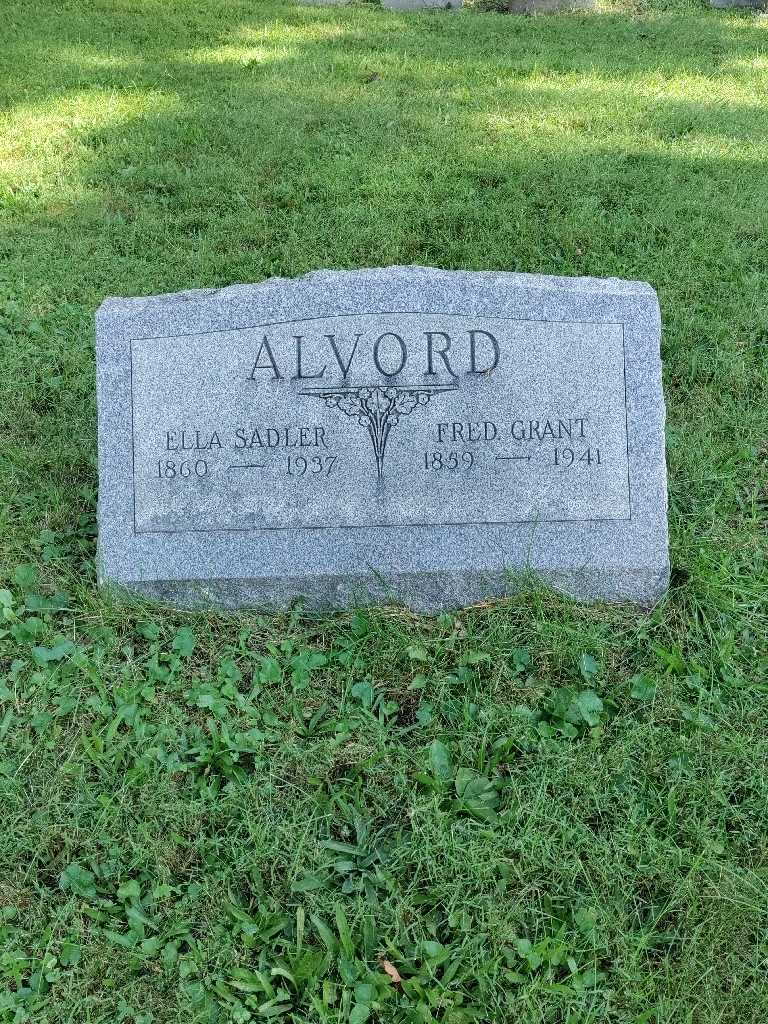 ALVORD
ELLA SADLER
1860 — 1937
FRED. GRANT
1859 — 1941